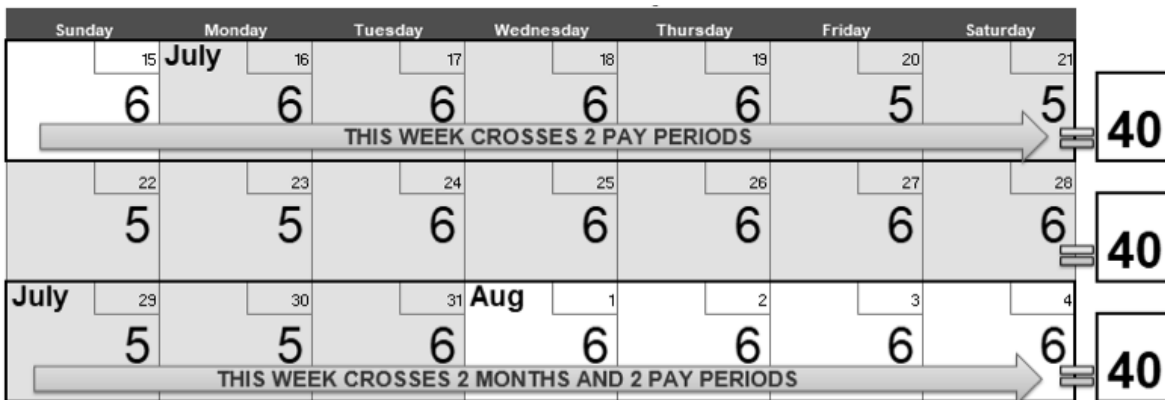 Sunday Monday Tuesday Wednesday Thursday Friday Saturday
15 July 16 17 18 19 20 21
6 6 6 6 6 5 5 = 40
THIS WEEK CROSSES 2 PAY PERIODS
22 23 24 25 26 27 28
5 5 6 6 6 6 6 = 40
July 29 30 31 Aug 1 2 3 4
5 5 6 6 6 6 6 = 40
THIS WEEK CROSSES 2 MONTHS AND 2 PAY PERIODS